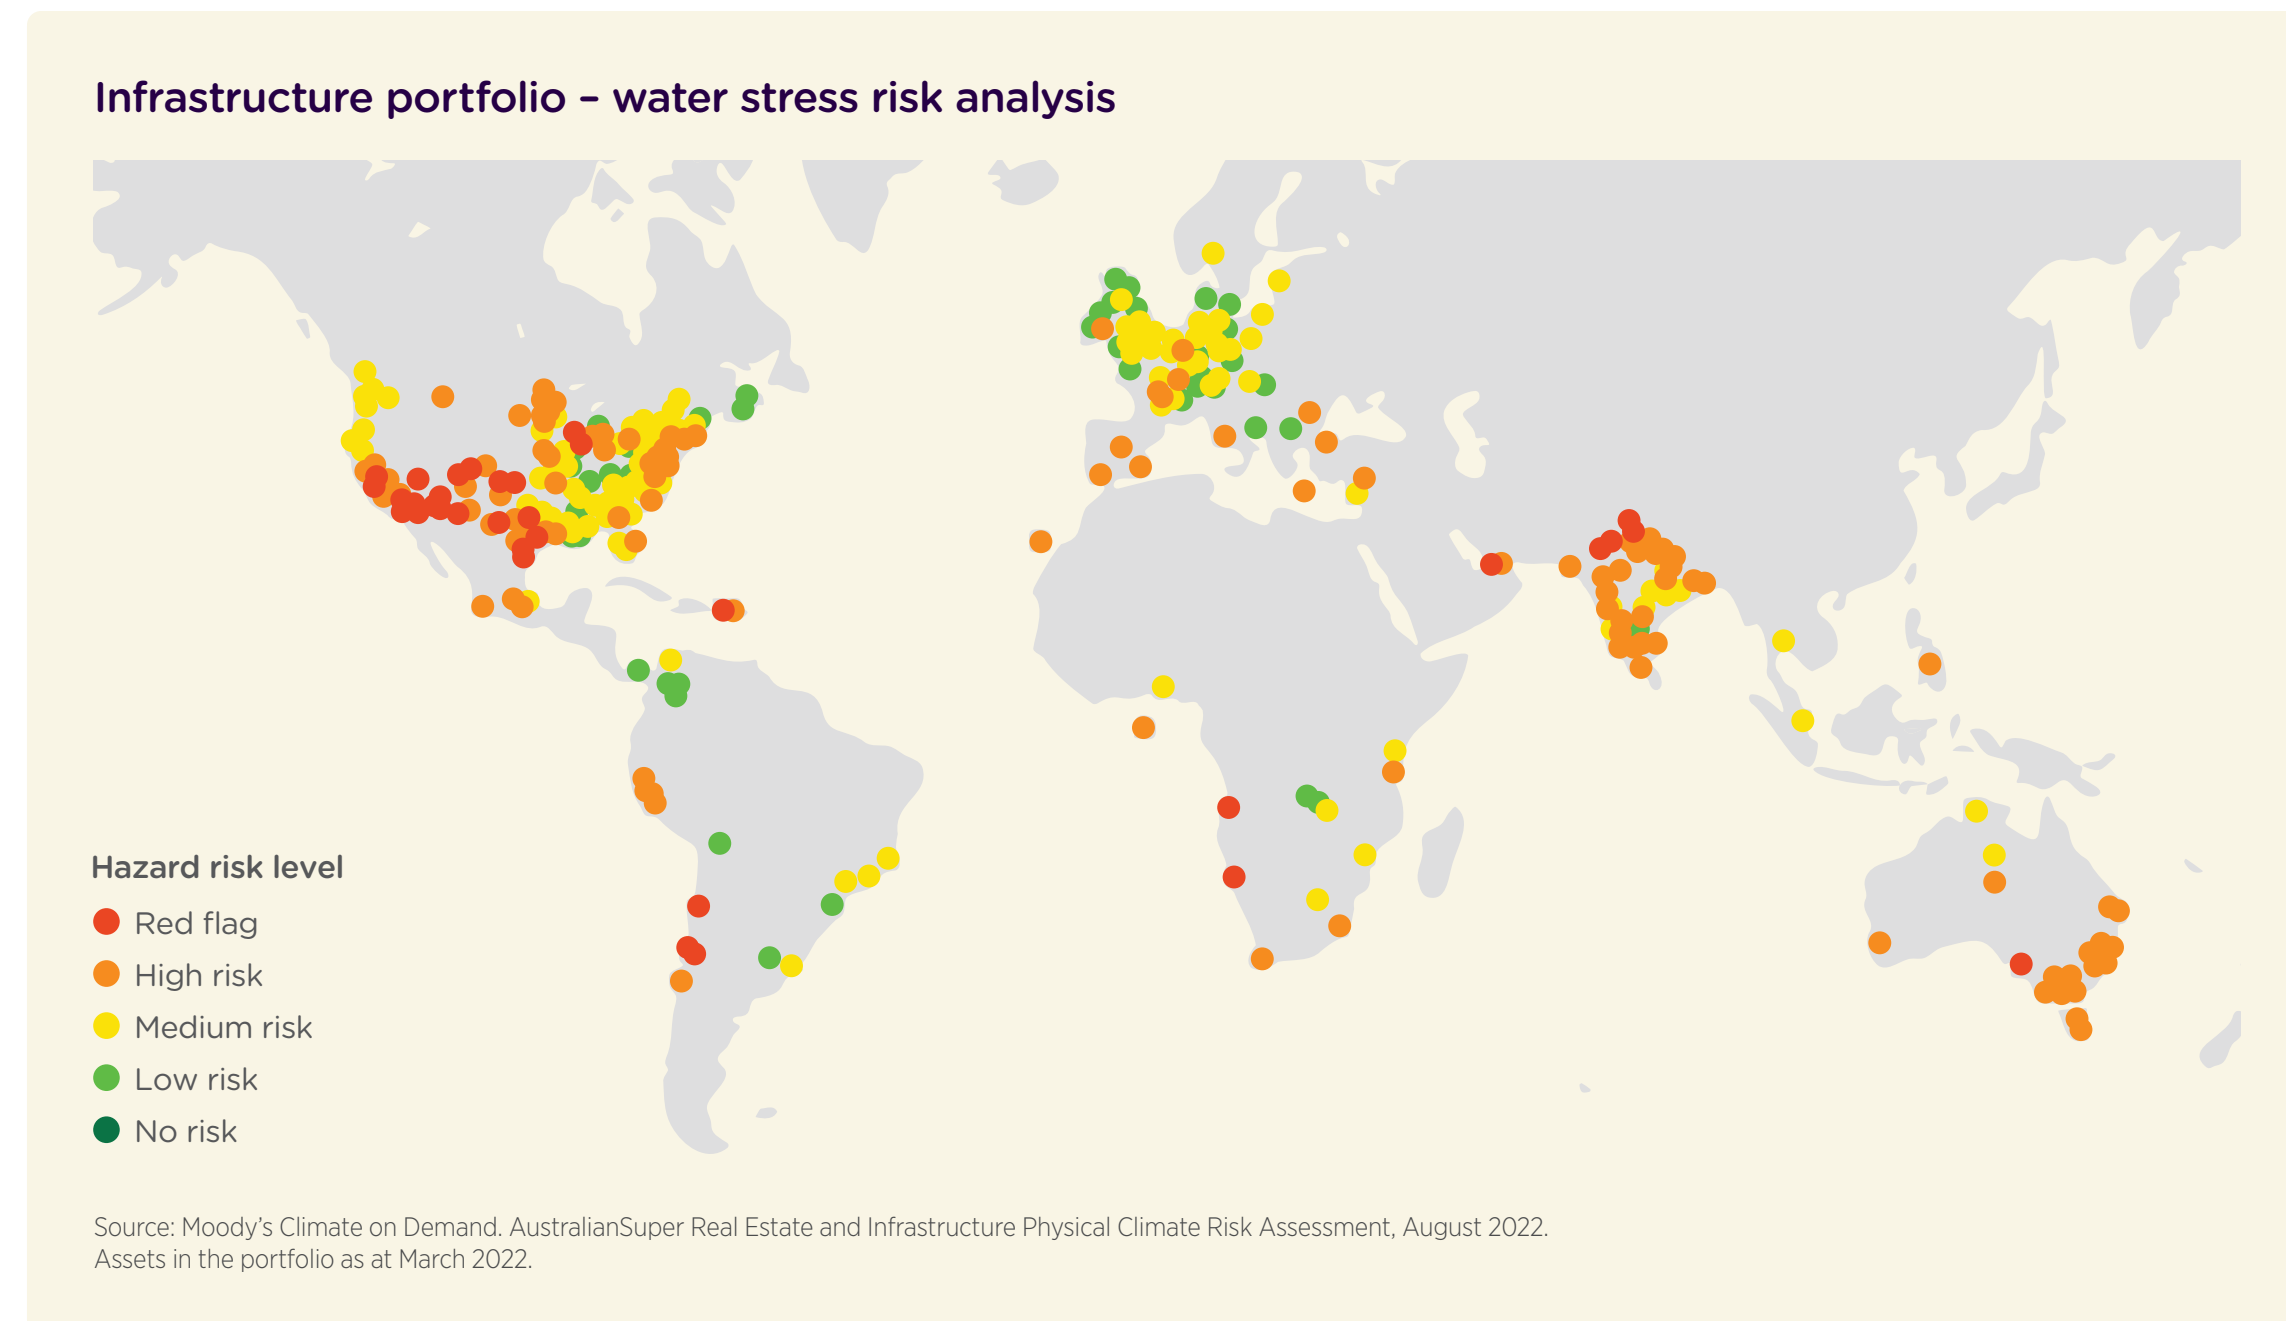 Infrastructure portfolio – water stress risk analysis
Hazard risk level
Red flag
High risk
Medium risk
Low risk
No risk
Source: Moody’s Climate on Demand. AustralianSuper Real Estate and Infrastructure Physical Climate Risk Assessment, August 2022.
Assets in the portfolio as at March 2022.